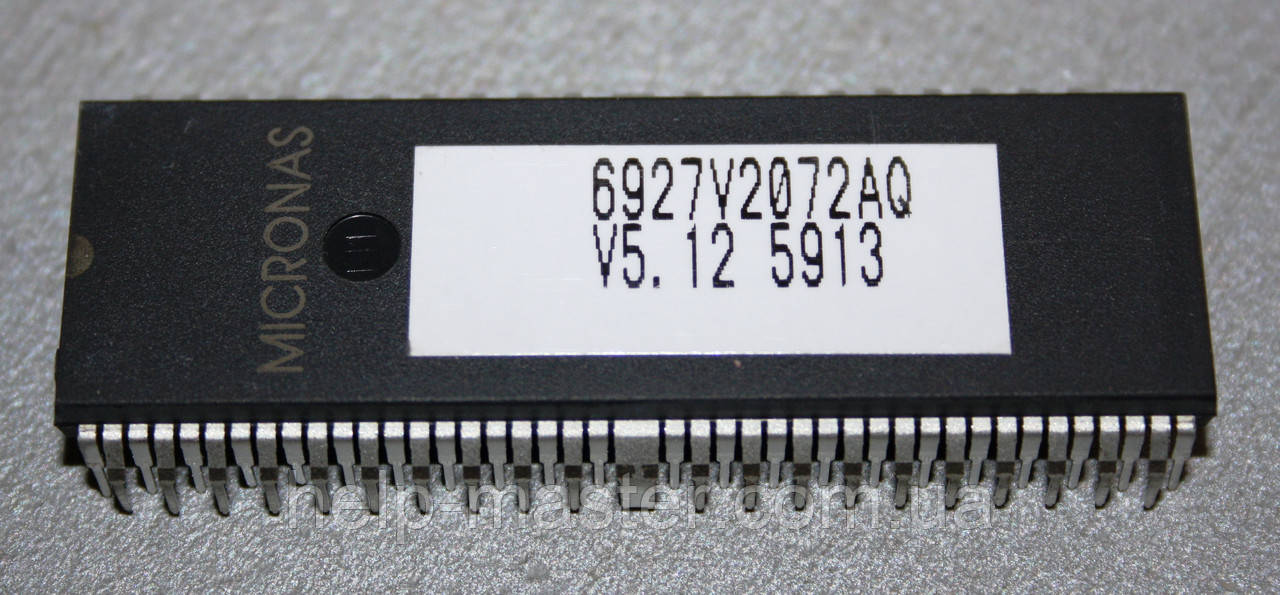 MICRONAS
6927V2072AQ
V5.12 5913
help-master.com.ua